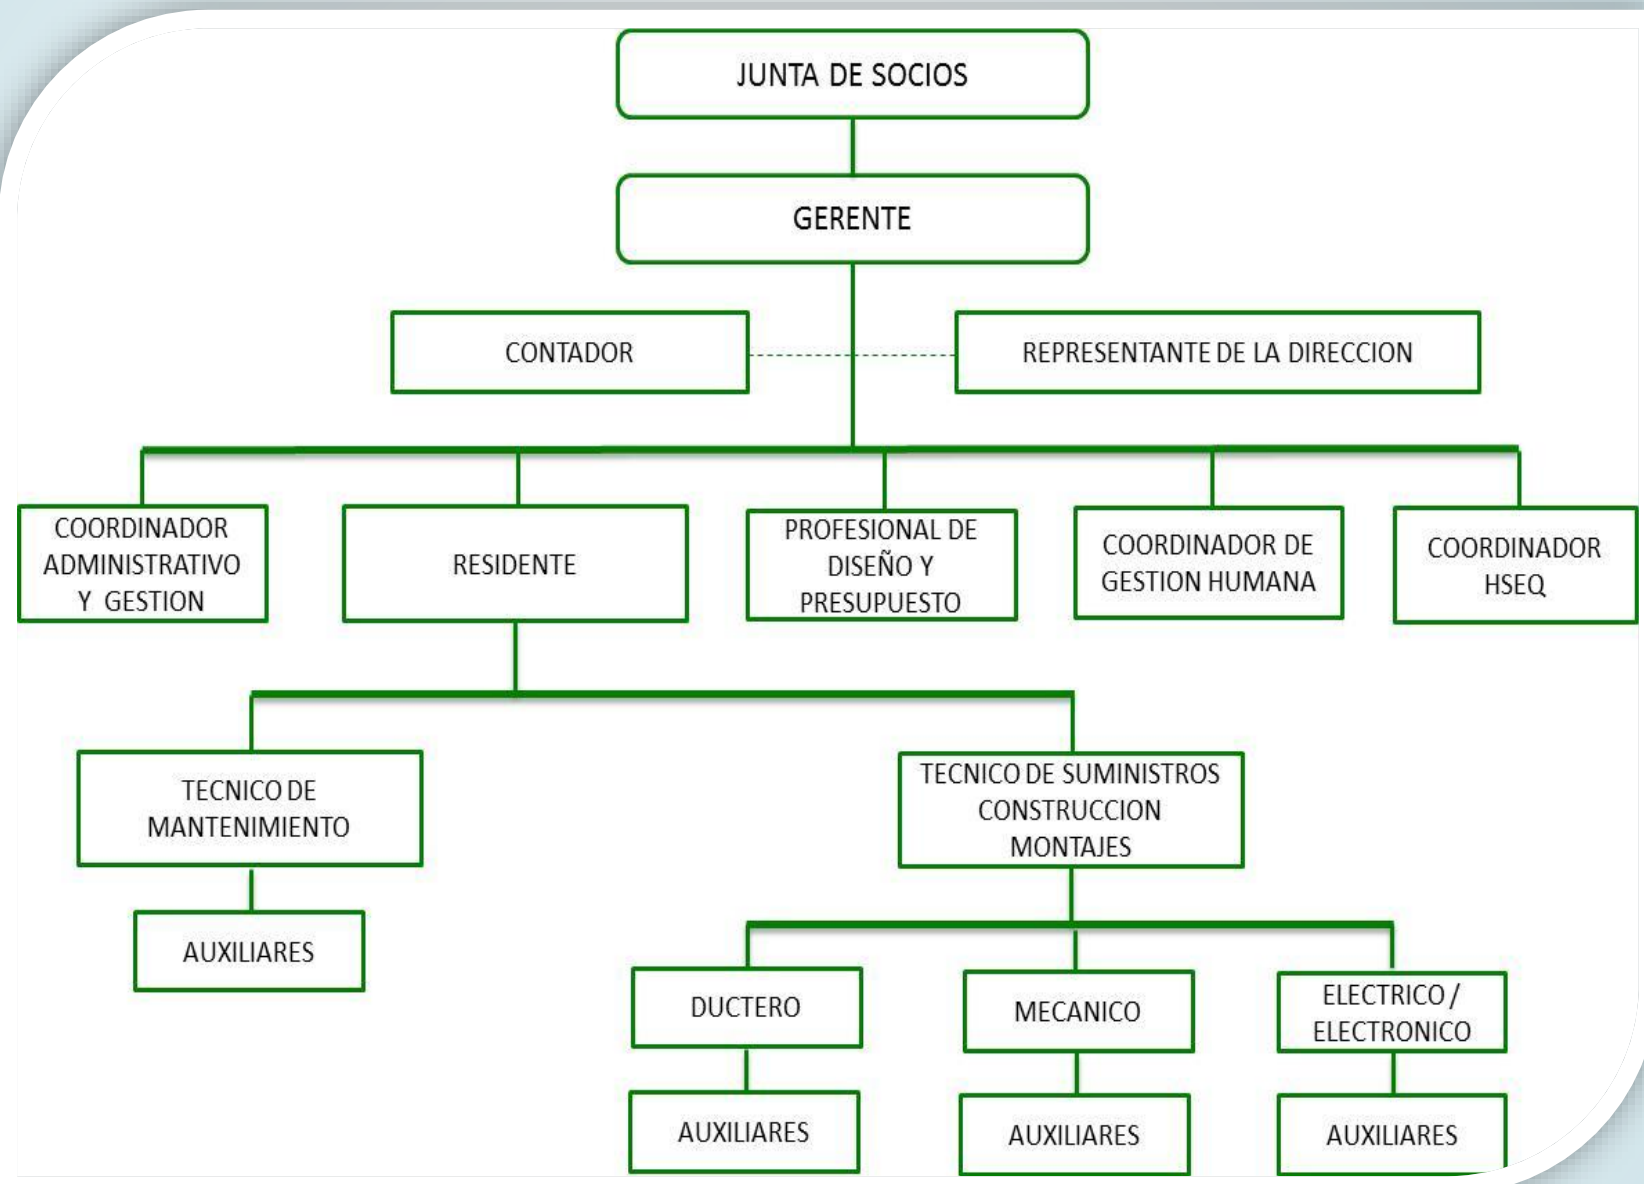 JUNTA DE SOCIOS
GERENTE
CONTADOR
REPRESENTANTE DE LA DIRECCION
COORDINADOR
ADMINISTRATIVO
Y GESTION
RESIDENTE
PROFESIONAL DE
DISEÑO Y
PRESUPUESTO
COORDINADOR DE
GESTION HUMANA
COORDINADOR
HSEQ
TECNICO DE
MANTENIMIENTO
TECNICO DE SUMINISTROS
CONSTRUCCION
MONTAJES
AUXILIARES
DUCTERO
MECANICO
ELECTRICO /
ELECTRONICO
AUXILIARES
AUXILIARES
AUXILIARES